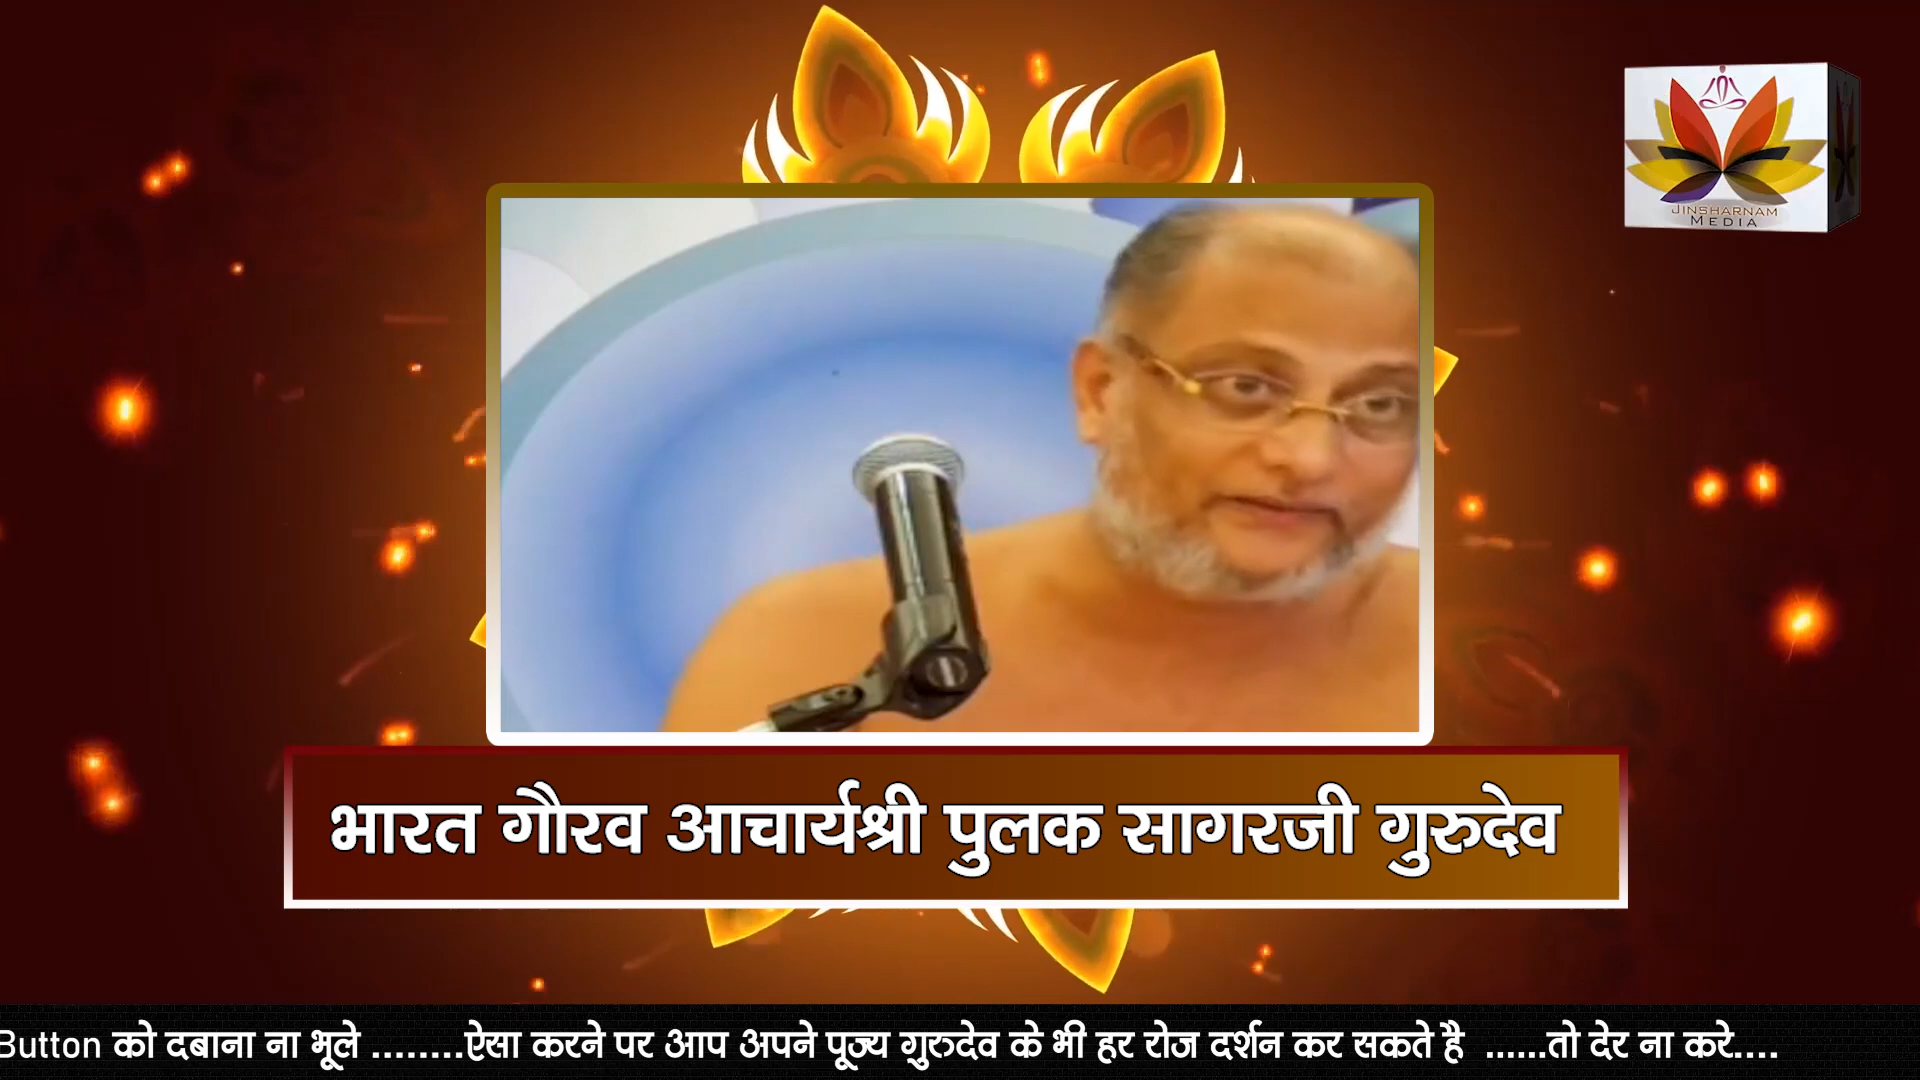 JINSHARNAM
MEDIA
भारत गौरव आचार्यश्री पुलक सागरजी गुरुदेव
Button को दबाना ना भूले ........ऐसा करने पर आप अपने पूज्य गुरुदेव के भी हर रोज दर्शन कर सकते है ......तो देर ना करे....